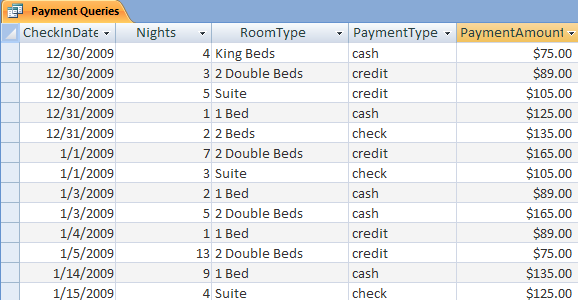 Payment Queries
CheckInDate Nights RoomType PaymentType PaymentAmount
12/30/2009 4 King Beds cash $75.00
12/30/2009 3 2 Double Beds credit $89.00
12/30/2009 5 Suite credit $105.00
12/31/2009 1 1 Bed cash $125.00
12/31/2009 2 2 Beds check $135.00
1/1/2009 7 2 Double Beds credit $165.00
1/1/2009 3 Suite check $105.00
1/3/2009 2 1 Bed cash $89.00
1/3/2009 5 2 Double Beds cash $165.00
1/4/2009 1 1 Bed credit $89.00
1/5/2009 13 2 Double Beds credit $75.00
1/14/2009 9 1 Bed cash $135.00
1/15/2009 4 Suite check $125.00